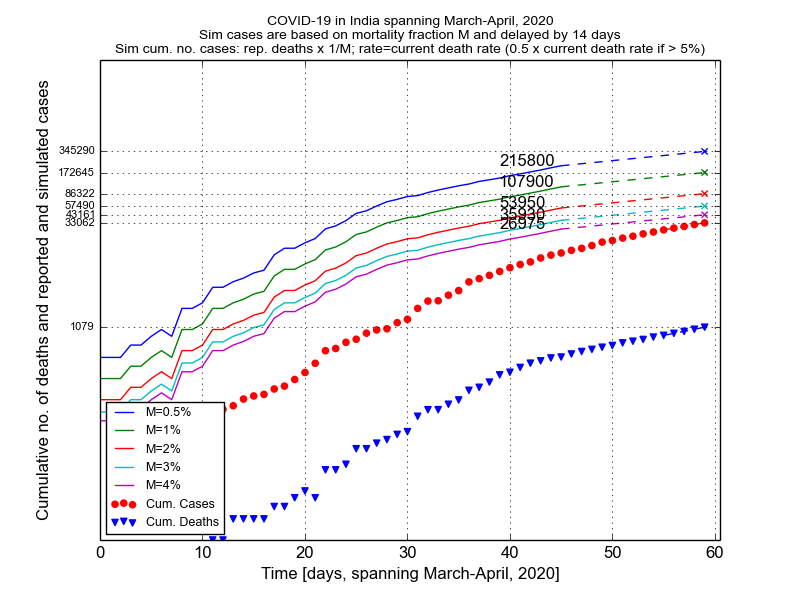 COVID-19 in India spanning March-April, 2020
Sim cases are based on mortality fraction M and delayed by 14 days
Sim cum. no. cases: rep. deaths x 1/M; rate=current death rate (0.5 x current death rate if > 5%)
Cumulative no. of deaths and reported and simulated cases
345290
172645
86322
57490
43161
33062
1079
215800
107900
53950
35930
26975
M=0.5%
M=1%
M=2%
M=3%
M=4%
Cum. Cases
Cum. Deaths
0 10 20 30 40 50 60
Time [days, spanning March-April, 2020]